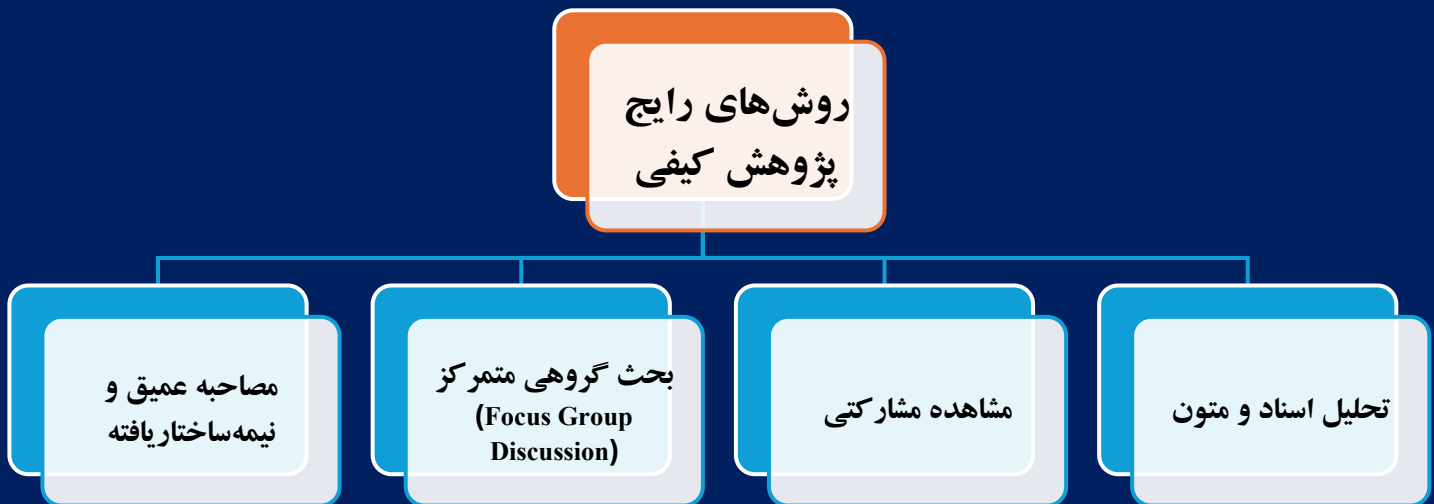 روش‌های رایج
پژوهش کیفی
تحلیل اسناد و متون
مشاهده مشارکتی
بحث گروهی متمرکز
(Focus Group
Discussion)
مصاحبه عمیق و
نیمه‌ساختاریافته